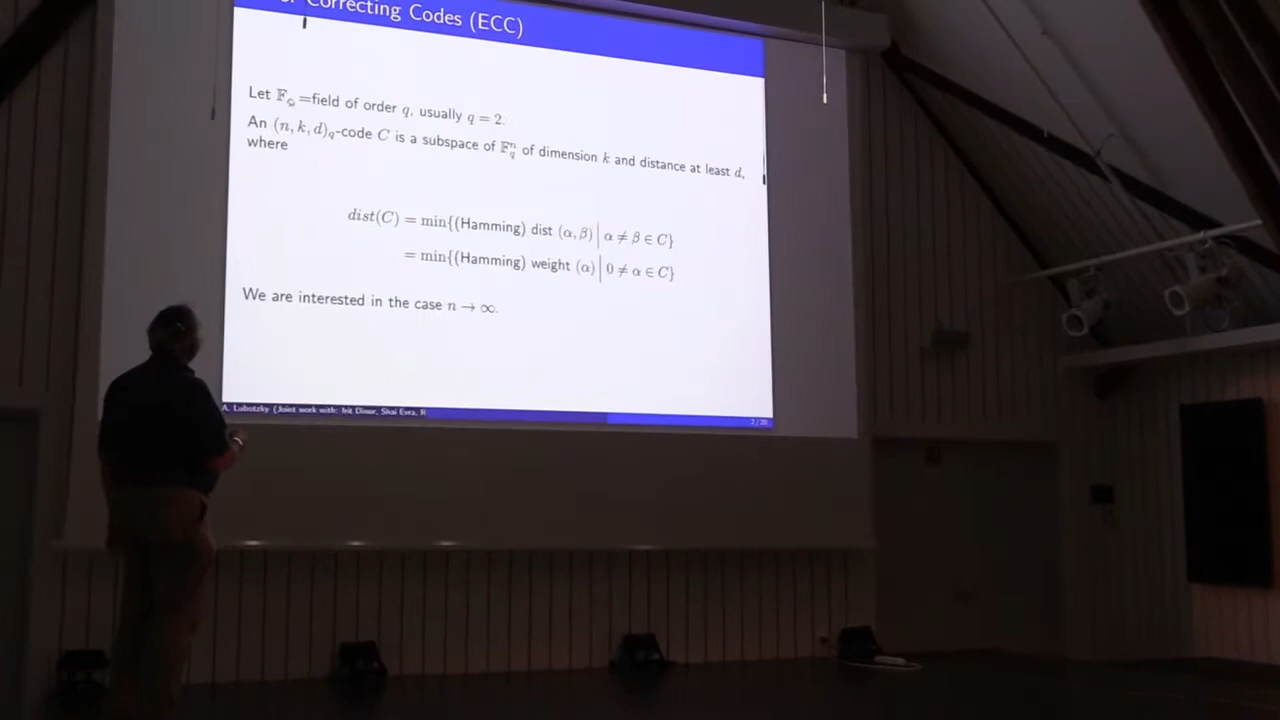 Correcting Codes (ECC)
Let 𝔽 =field of order q, usually q = 2.
An (n, k, d)_q-code C is a subspace of 𝔽_q^n of dimension k and distance at least d,
where
dist(C) = min{(Hamming) dist (α, β) | α ≠ β ∈ C}
= min{(Hamming) weight (α) | 0 ≠ α ∈ C}
We are interested in the case n → ∞.
A. Lubotzky (Joint work with: Irit Dinur, Shai Evra, R
2 / 20